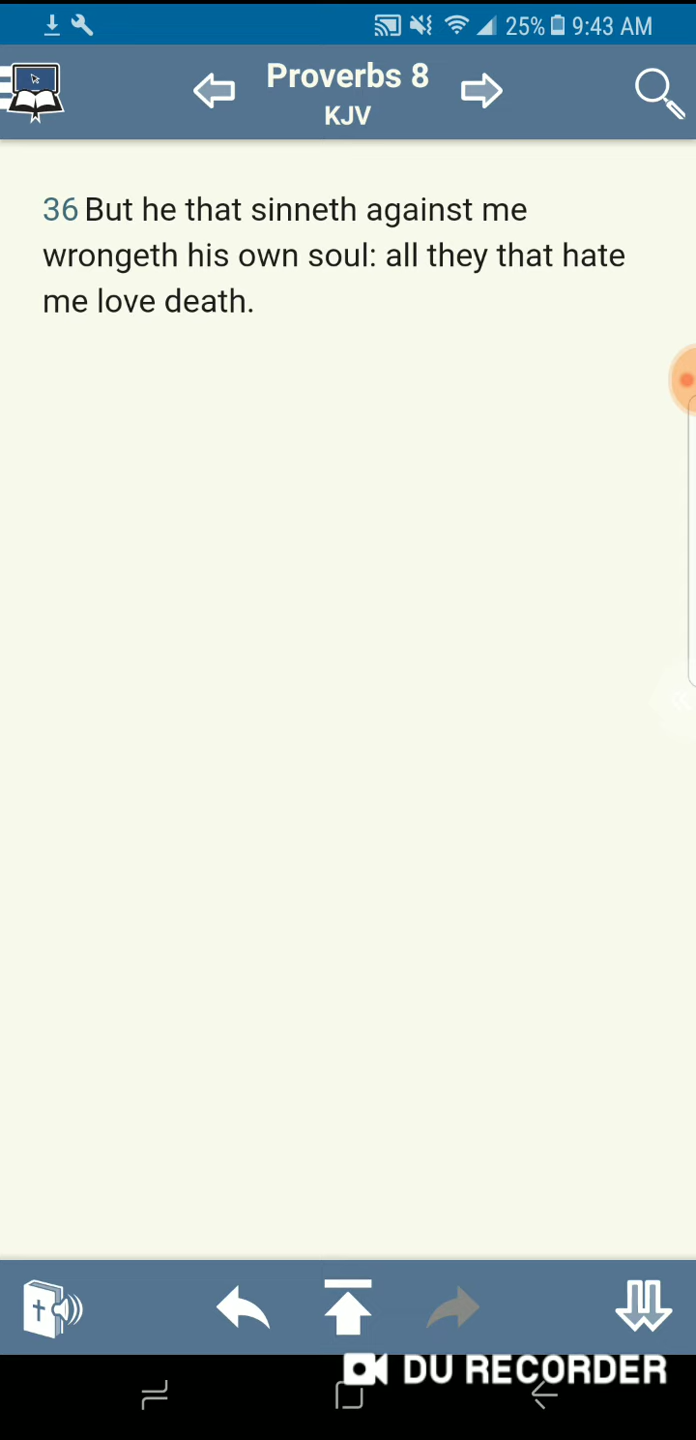 25% 9:43 AM
Proverbs 8
KJV
36 But he that sinneth against me
wrongeth his own soul: all they that hate
me love death.
DU RECORDER